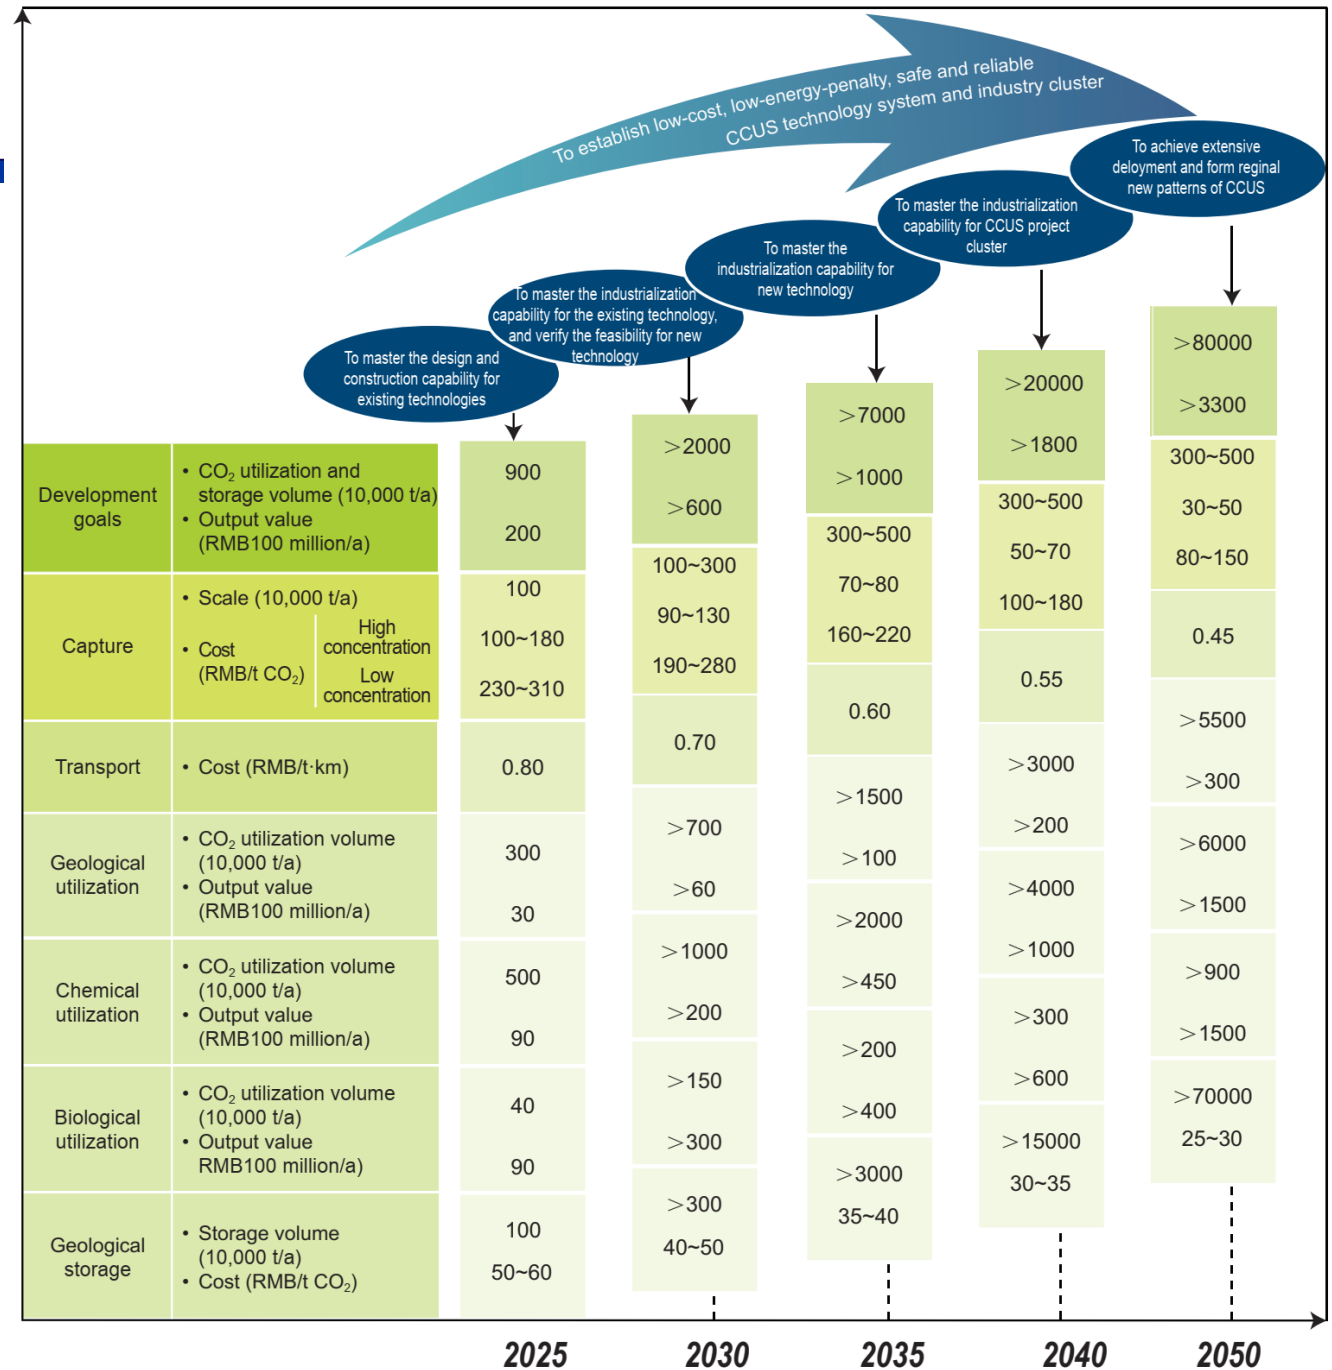 To establish low-cost, low-energy-penalty, safe and reliable
CCUS technology system and industry cluster
To achieve extensive
deloyment and form reginal
new patterns of CCUS
To master the industrialization
capability for CCUS project
cluster
To master the
industrialization capability for
new technology
To master the industrialization
capability for the existing technology,
and verify the feasibility for new
technology
To master the design and
construction capability for
existing technologies
Development
goals
• CO₂ utilization and
storage volume (10,000 t/a)
• Output value
(RMB100 million/a)
Capture
• Scale (10,000 t/a)
• Cost
(RMB/t CO₂)
High
concentration
Low
concentration
Transport
• Cost (RMB/t·km)
Geological
utilization
• CO₂ utilization volume
(10,000 t/a)
• Output value
(RMB100 million/a)
Chemical
utilization
• CO₂ utilization volume
(10,000 t/a)
• Output value
(RMB100 million/a)
Biological
utilization
• CO₂ utilization volume
(10,000 t/a)
• Output value
RMB100 million/a)
Geological
storage
• Storage volume
(10,000 t/a)
• Cost (RMB/t CO₂)
900
200
100
100~180
230~310
0.80
300
30
500
90
40
90
100
50~60
>2000
>600
100~300
90~130
190~280
0.70
>700
>60
>1000
>200
>150
>300
>300
40~50
>7000
>1000
300~500
70~80
160~220
0.60
>1500
>100
>2000
>450
>200
>400
>3000
35~40
>20000
>1800
300~500
50~70
100~180
0.55
>3000
>200
>4000
>1000
>300
>600
>15000
30~35
>80000
>3300
300~500
30~50
80~150
0.45
>5500
>300
>6000
>1500
>900
>1500
>70000
25~30
2025
2030
2035
2040
2050